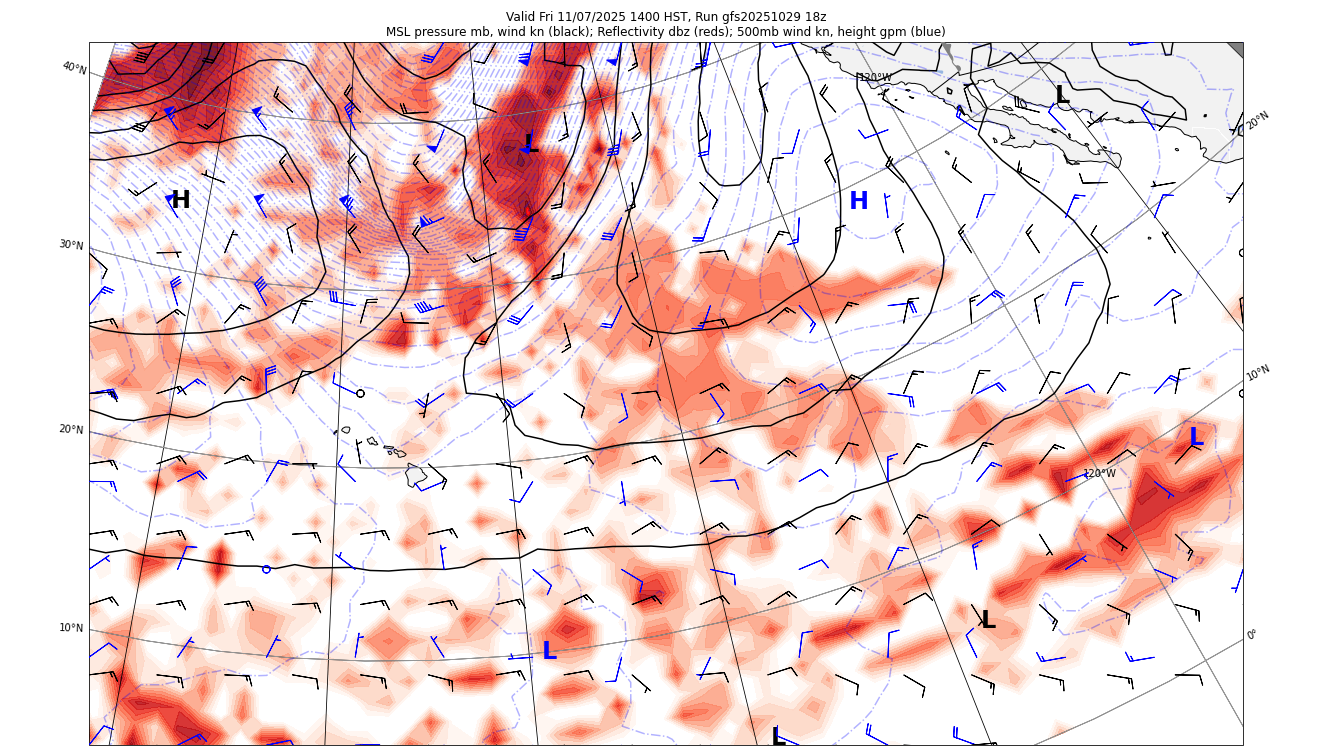 Valid Fri 11/07/2025 1400 HST, Run gfs20251029 18z
MSL pressure mb, wind kn (black); Reflectivity dbz (reds); 500mb wind kn, height gpm (blue)
40°N
120°W
L
20°N
L
H
H
30°N
10°N
20°N
L
120°W
10°N
L
0°
L
L